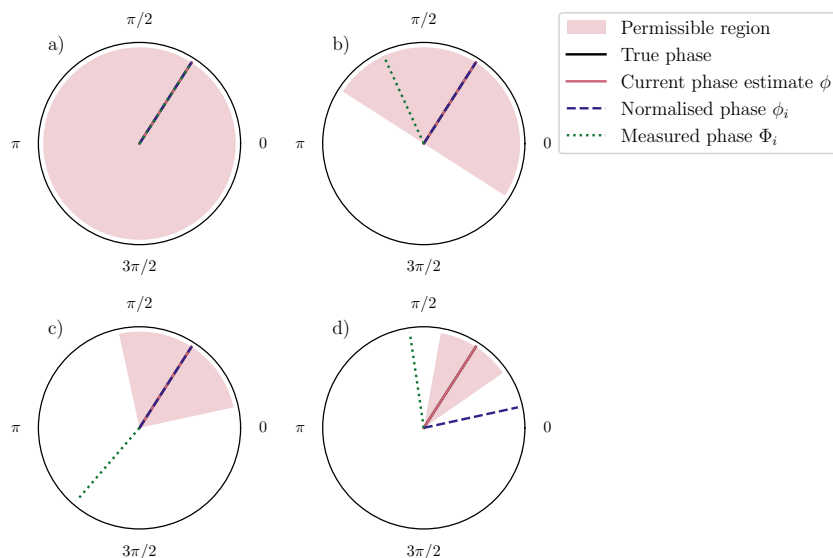 π/2
π/2
a)
b)
π
0
π
0
3π/2
3π/2
Permissible region
True phase
Current phase estimate ϕ
Normalised phase ϕᵢ
Measured phase Φᵢ
π/2
π/2
c)
d)
π
0
π
0
3π/2
3π/2